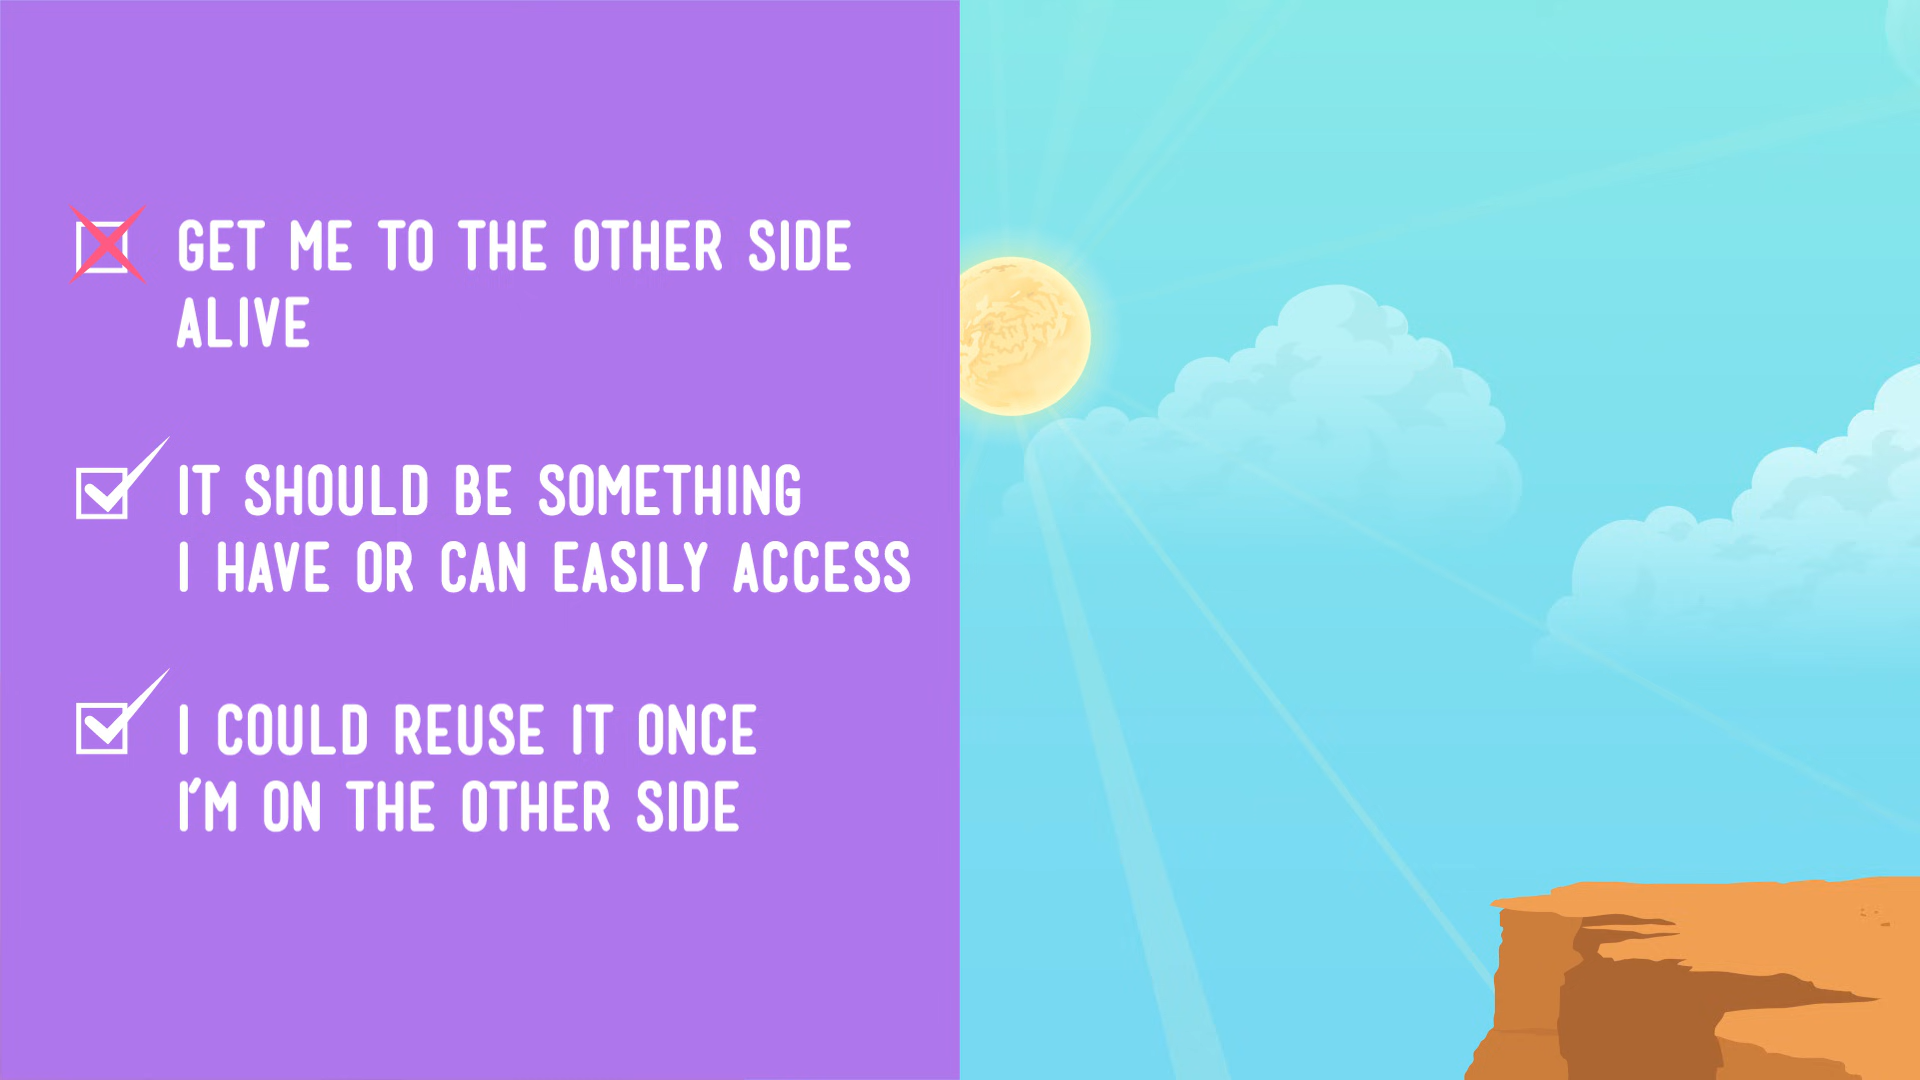 GET ME TO THE OTHER SIDE
ALIVE
IT SHOULD BE SOMETHING
I HAVE OR CAN EASILY ACCESS
I COULD REUSE IT ONCE
I'M ON THE OTHER SIDE